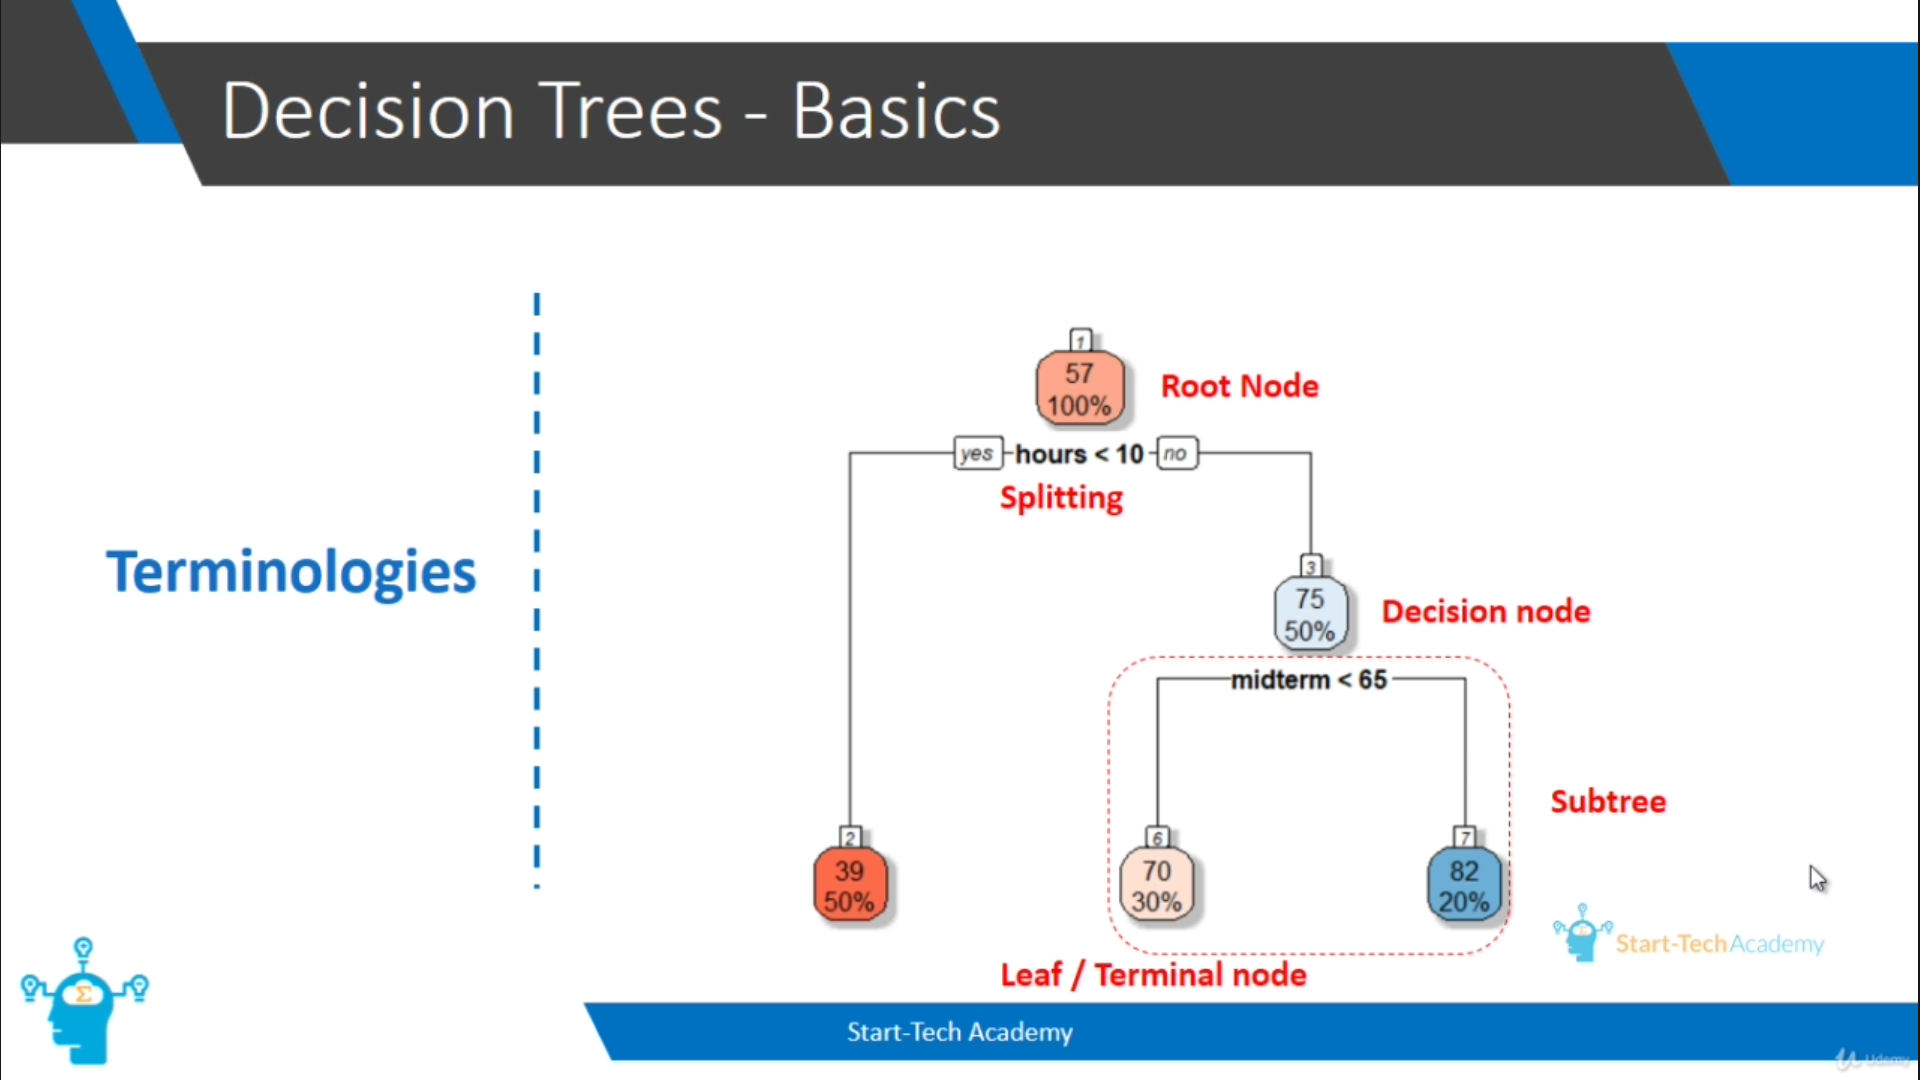 Decision Trees - Basics
Terminologies
1
57
100%
Root Node
yes hours < 10 no
Splitting
3
75
50%
Decision node
midterm < 65
Subtree
2
39
50%
6
70
30%
7
82
20%
Σ
Start-Tech Academy
Leaf / Terminal node
Σ
Start-Tech Academy
Udemy